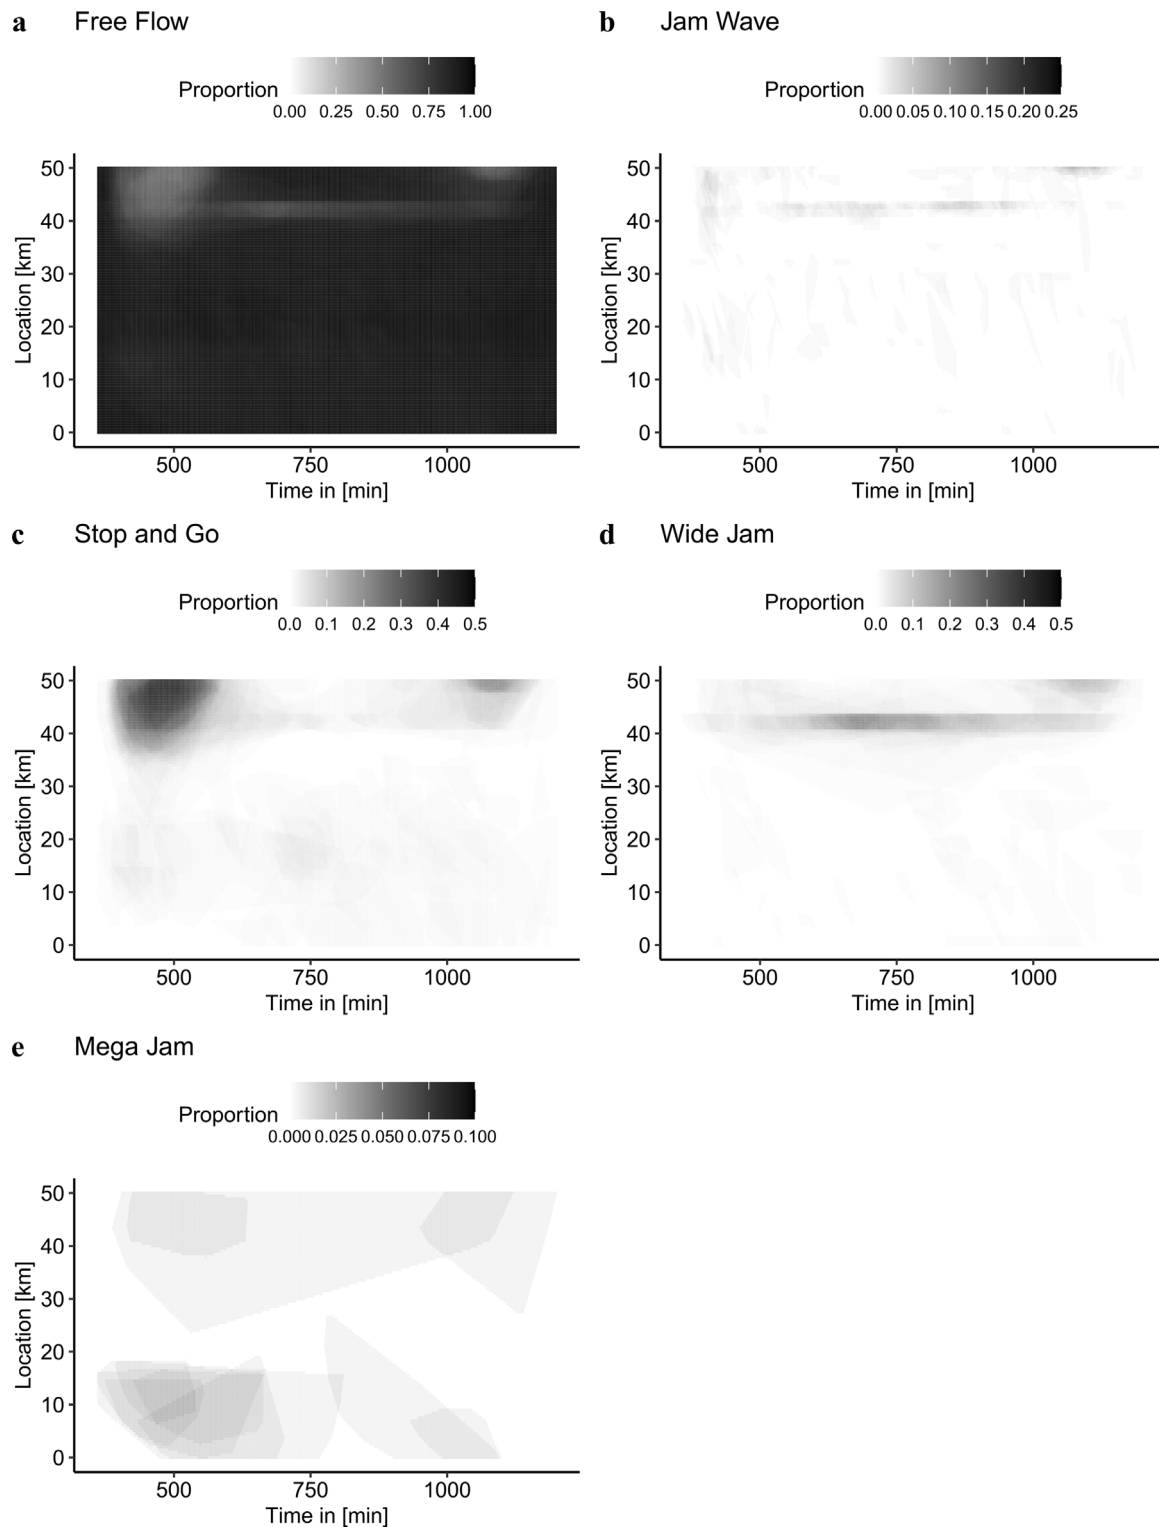 a Free Flow
Proportion
0.00 0.25 0.50 0.75 1.00
50
40
30
20
10
0
Location [km]
500 750 1000
Time in [min]
b Jam Wave
Proportion
0.00 0.05 0.10 0.15 0.20 0.25
50
40
30
20
10
0
Location [km]
500 750 1000
Time in [min]
c Stop and Go
Proportion
0.0 0.1 0.2 0.3 0.4 0.5
50
40
30
20
10
0
Location [km]
500 750 1000
Time in [min]
d Wide Jam
Proportion
0.0 0.1 0.2 0.3 0.4 0.5
50
40
30
20
10
0
Location [km]
500 750 1000
Time in [min]
e Mega Jam
Proportion
0.000 0.025 0.050 0.075 0.100
50
40
30
20
10
0
Location [km]
500 750 1000
Time in [min]